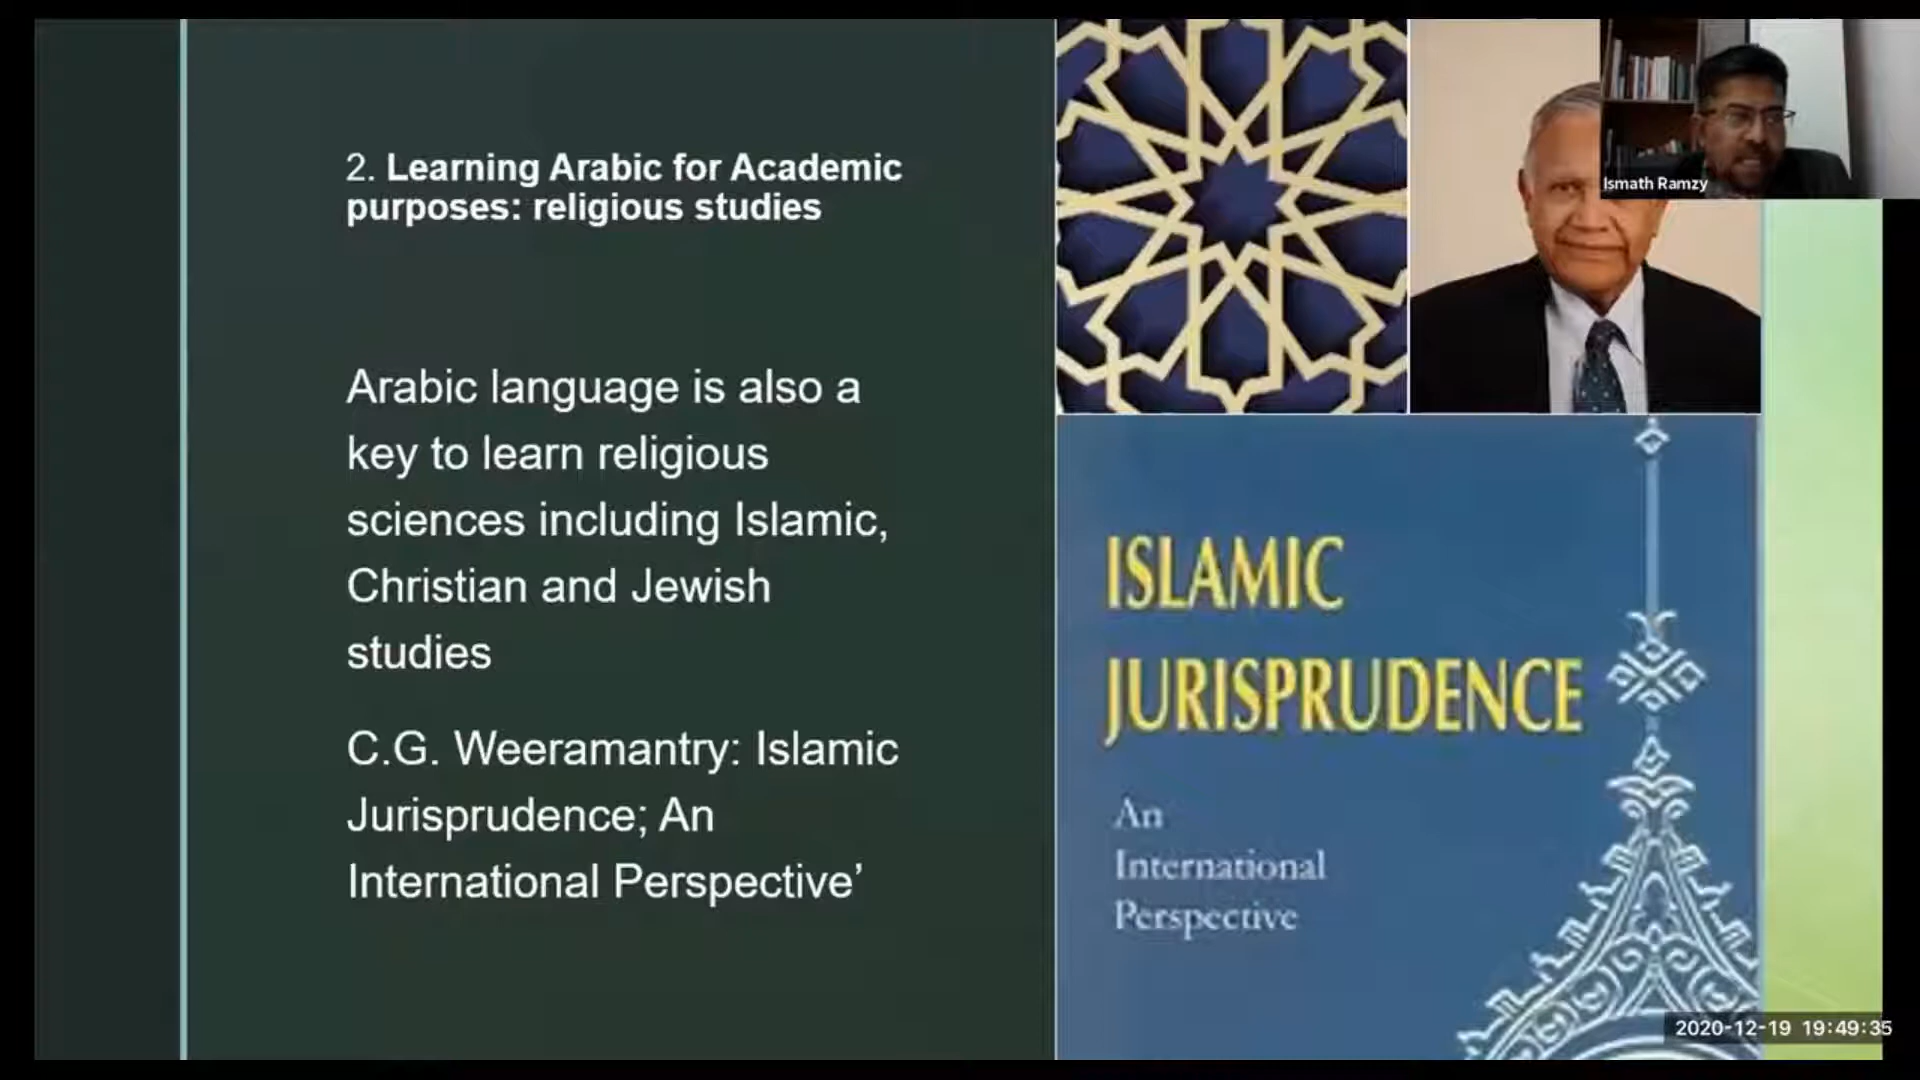 2. Learning Arabic for Academic
purposes: religious studies
Arabic language is also a
key to learn religious
sciences including Islamic,
Christian and Jewish
studies
C.G. Weeramantry: Islamic
Jurisprudence; An
International Perspective’
Ismath Ramzy
ISLAMIC
JURISPRUDENCE
An
International
Perspective
2020-12-19 19:49:35